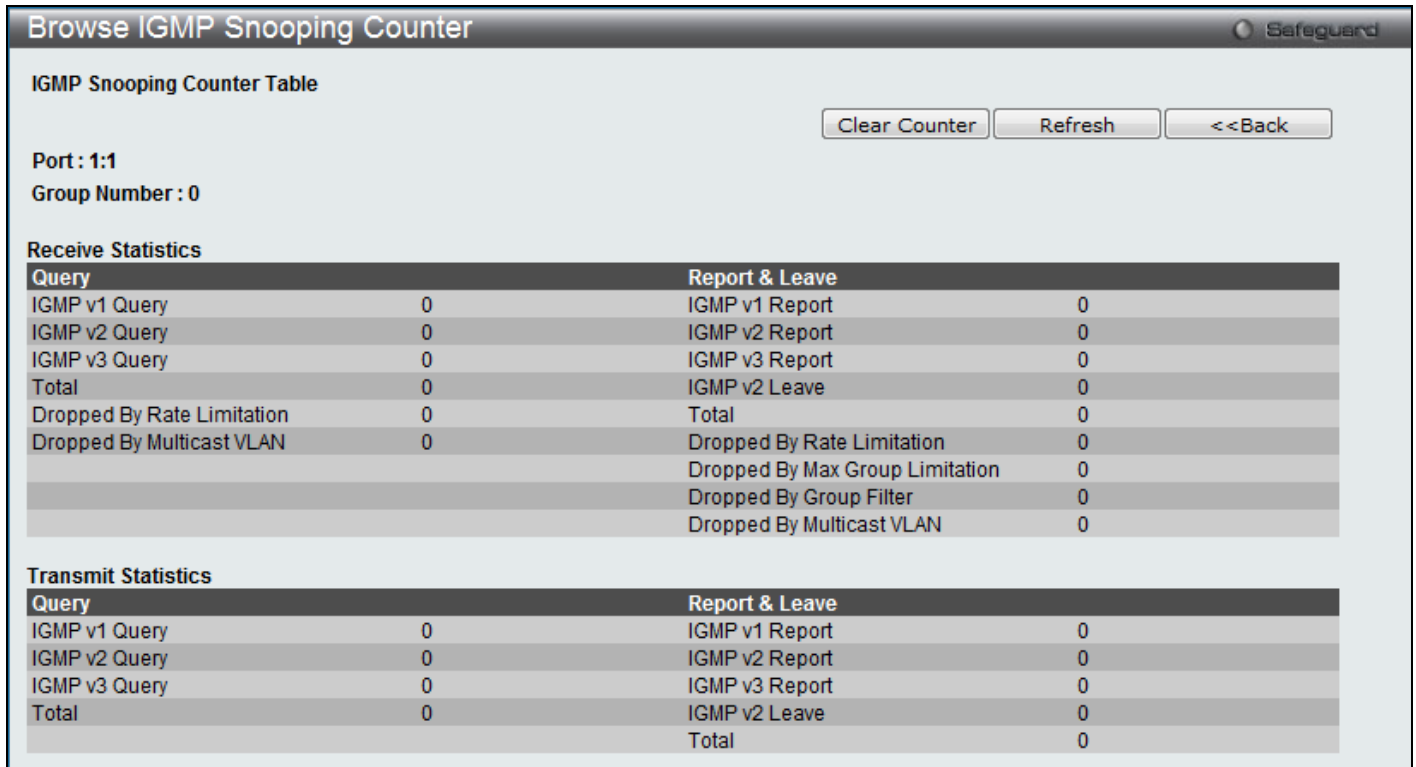 Browse IGMP Snooping Counter
Safeguard
IGMP Snooping Counter Table
Clear Counter Refresh <<Back
Port : 1:1
Group Number : 0
Receive Statistics
Query Report & Leave
IGMP v1 Query 0 IGMP v1 Report 0
IGMP v2 Query 0 IGMP v2 Report 0
IGMP v3 Query 0 IGMP v3 Report 0
Total 0 IGMP v2 Leave 0
Dropped By Rate Limitation 0 Total 0
Dropped By Multicast VLAN 0 Dropped By Rate Limitation 0
Dropped By Max Group Limitation 0
Dropped By Group Filter 0
Dropped By Multicast VLAN 0
Transmit Statistics
Query Report & Leave
IGMP v1 Query 0 IGMP v1 Report 0
IGMP v2 Query 0 IGMP v2 Report 0
IGMP v3 Query 0 IGMP v3 Report 0
Total 0 IGMP v2 Leave 0
Total 0